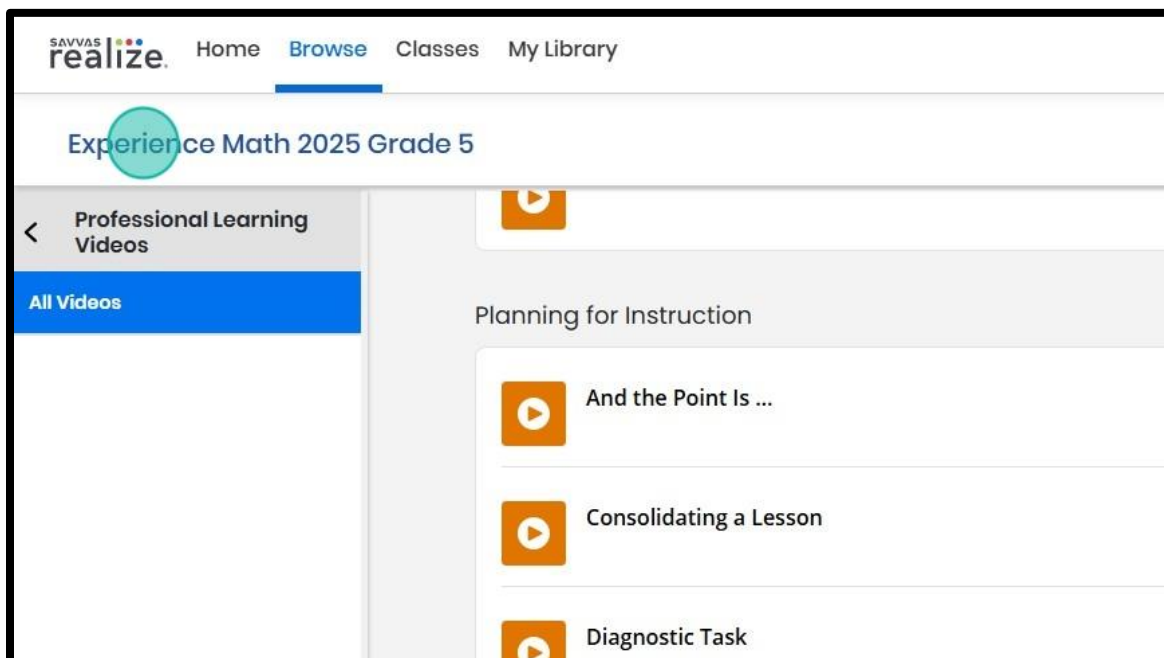 SAVVAS
realize.
Home Browse Classes My Library
Experience Math 2025 Grade 5
Professional Learning
Videos
All Videos
Planning for Instruction
And the Point Is ...
Consolidating a Lesson
Diagnostic Task